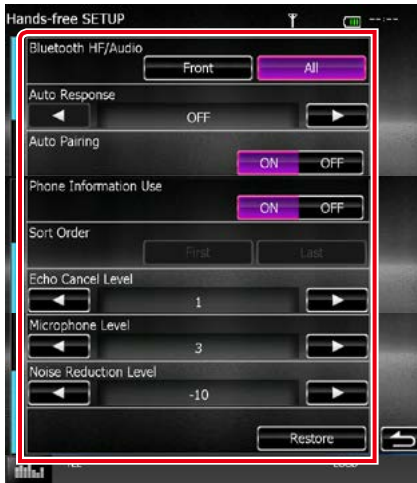 Hands-free SETUP --:--
Bluetooth HF/Audio
Front All
Auto Response
OFF
Auto Pairing
ON OFF
Phone Information Use
ON OFF
Sort Order
First Last
Echo Cancel Level
1
Microphone Level
3
Noise Reduction Level
-10
Restore